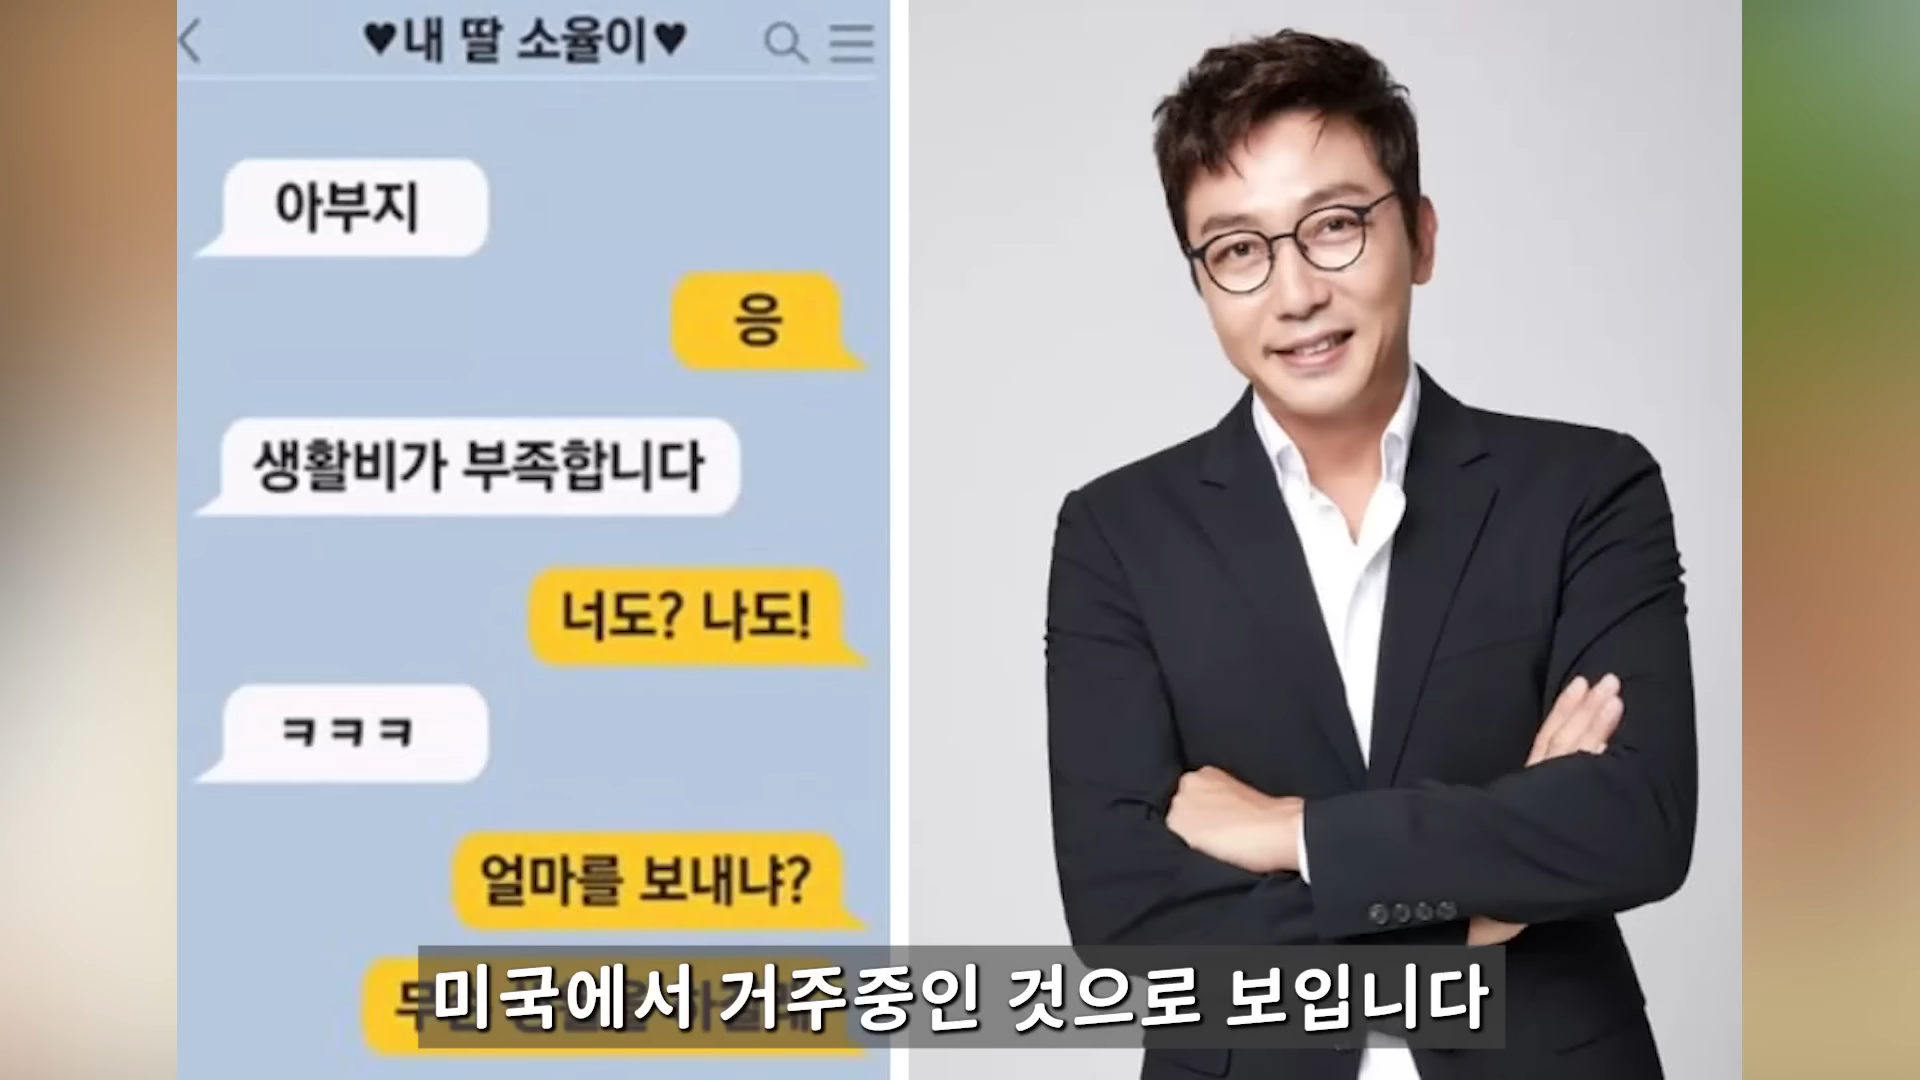 ♥내 딸 소율이♥
아부지
응
생활비가 부족합니다
너도? 나도!
ㅋㅋㅋ
얼마를 보내냐?
미국에서 거주중인 것으로 보입니다